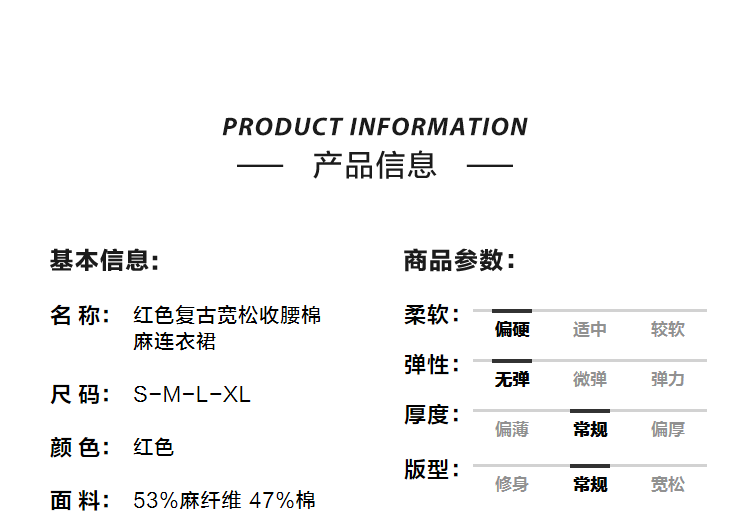 PRODUCT INFORMATION
产品信息
基本信息:
名 称: 红色复古宽松收腰棉
麻连衣裙
尺 码: S-M-L-XL
颜 色: 红色
面 料: 53%麻纤维 47%棉
商品参数:
柔软: 偏硬 适中 较软
弹性: 无弹 微弹 弹力
厚度: 偏薄 常规 偏厚
版型: 修身 常规 宽松